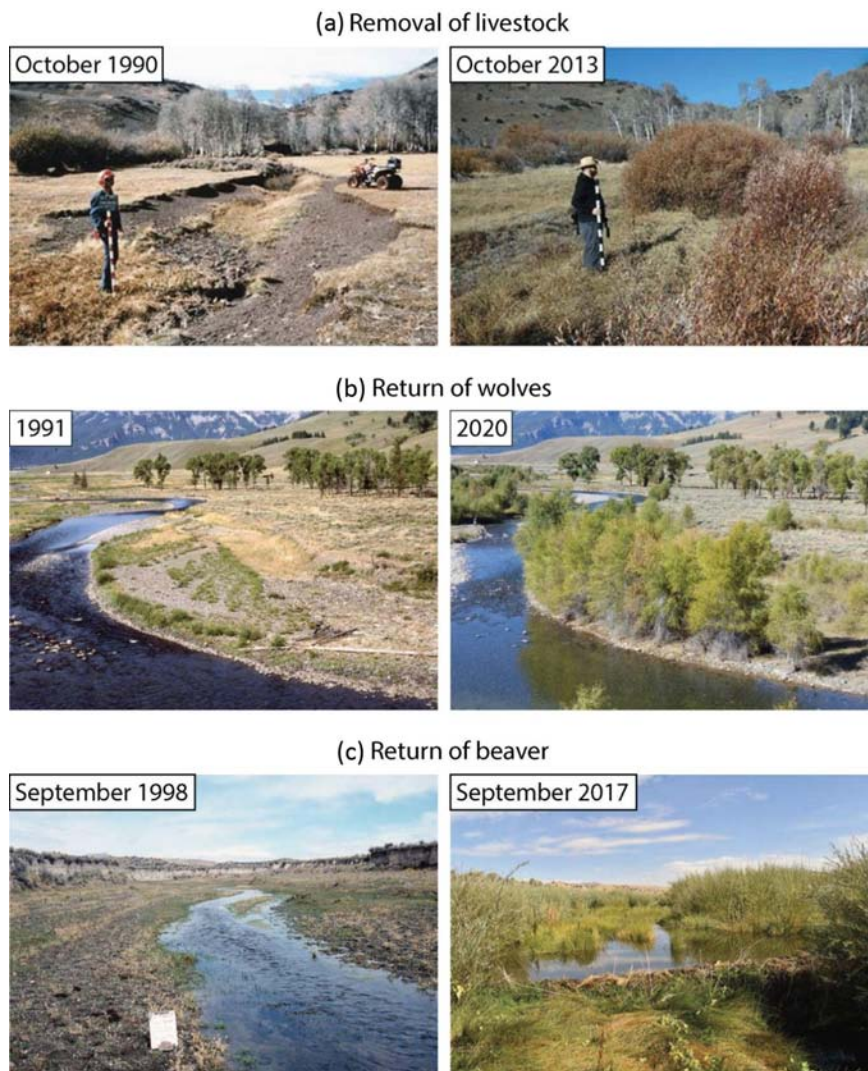 (a) Removal of livestock
October 1990
October 2013
(b) Return of wolves
1991
2020
(c) Return of beaver
September 1998
September 2017